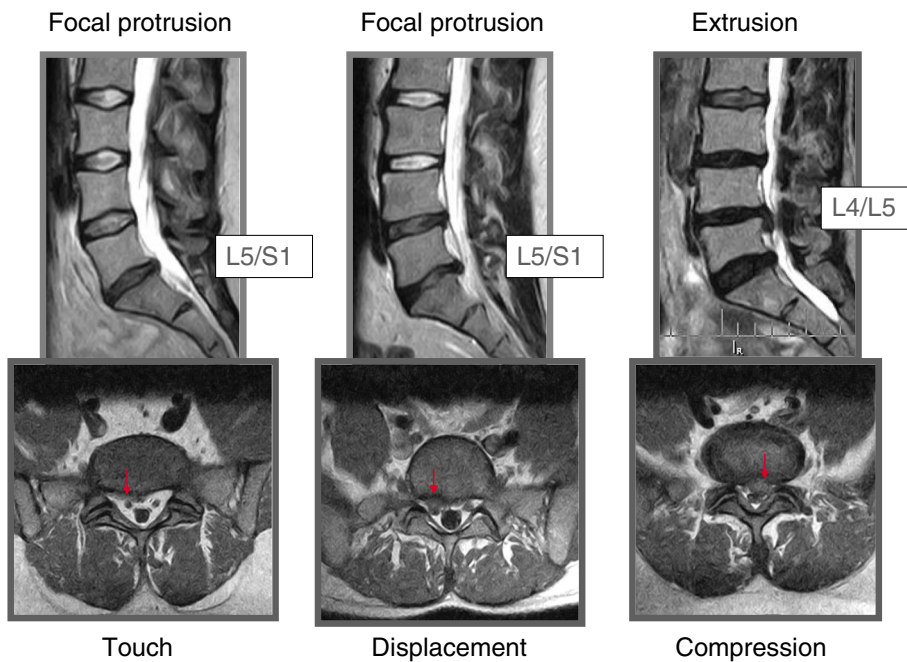 Focal protrusion
Focal protrusion
Extrusion
L5/S1
L5/S1
L4/L5
R
Touch
Displacement
Compression